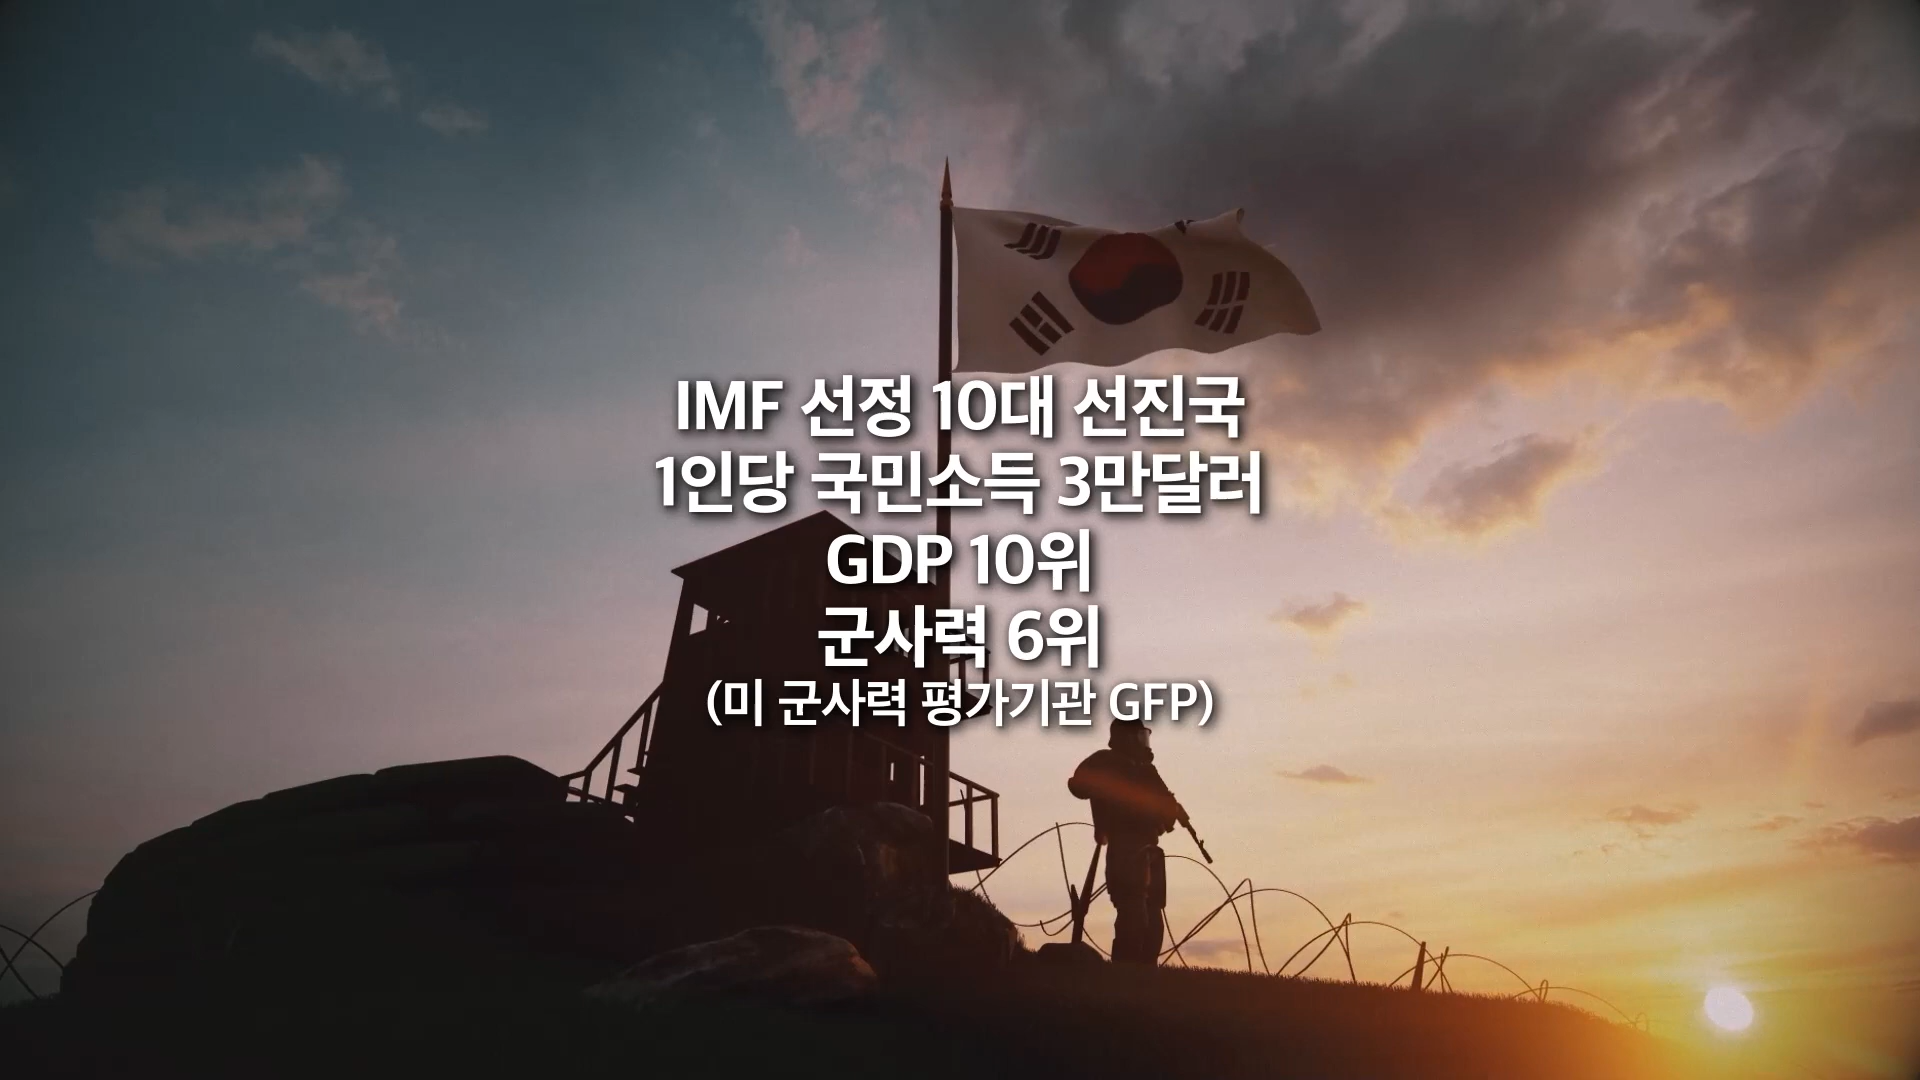 IMF 선정 10대 선진국
1인당 국민소득 3만달러
GDP 10위
군사력 6위
(미 군사력 평가기관 GFP)